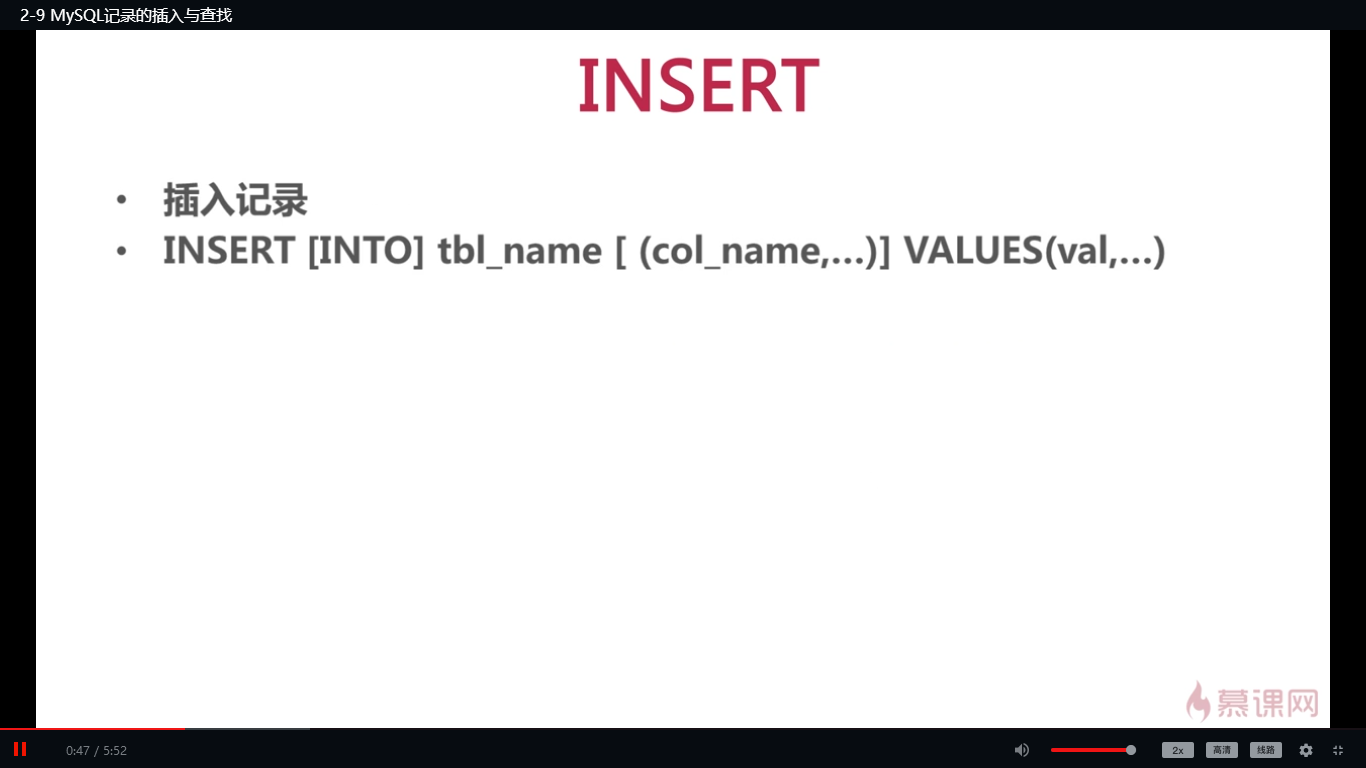 2-9 MySQL记录的插入与查找
INSERT
• 插入记录
• INSERT [INTO] tbl_name [ (col_name,...)] VALUES(val,...)
慕课网
0:47 / 5:52
2x
高清
线路